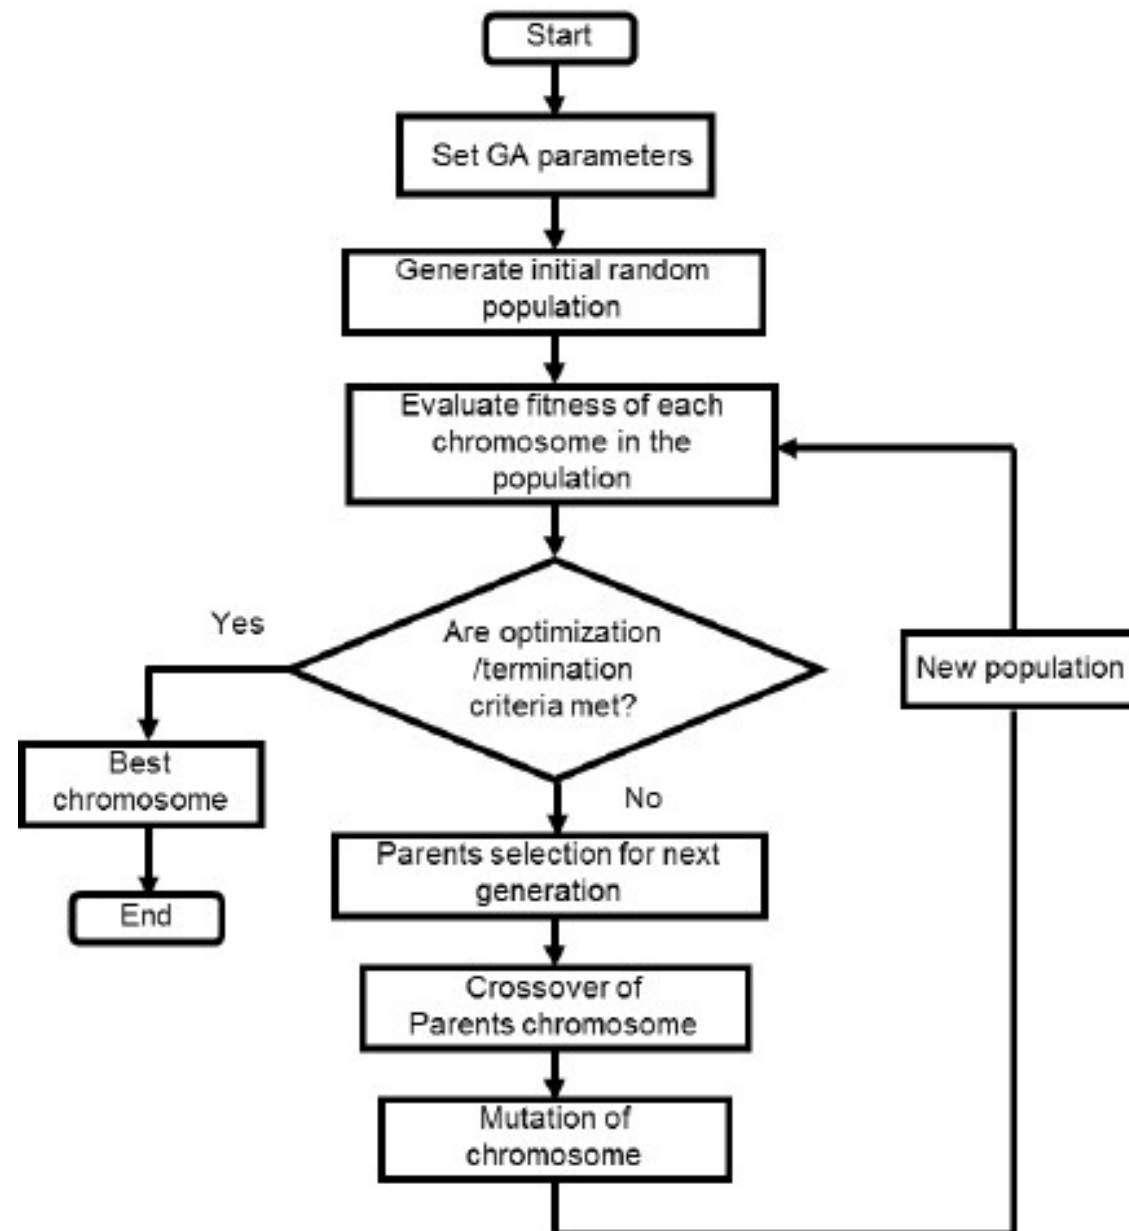 Start
Set GA parameters
Generate initial random
population
Evaluate fitness of each
chromosome in the
population
Yes
Are optimization
/termination
criteria met?
New population
Best
chromosome
No
Parents selection for next
generation
End
Crossover of
Parents chromosome
Mutation of
chromosome